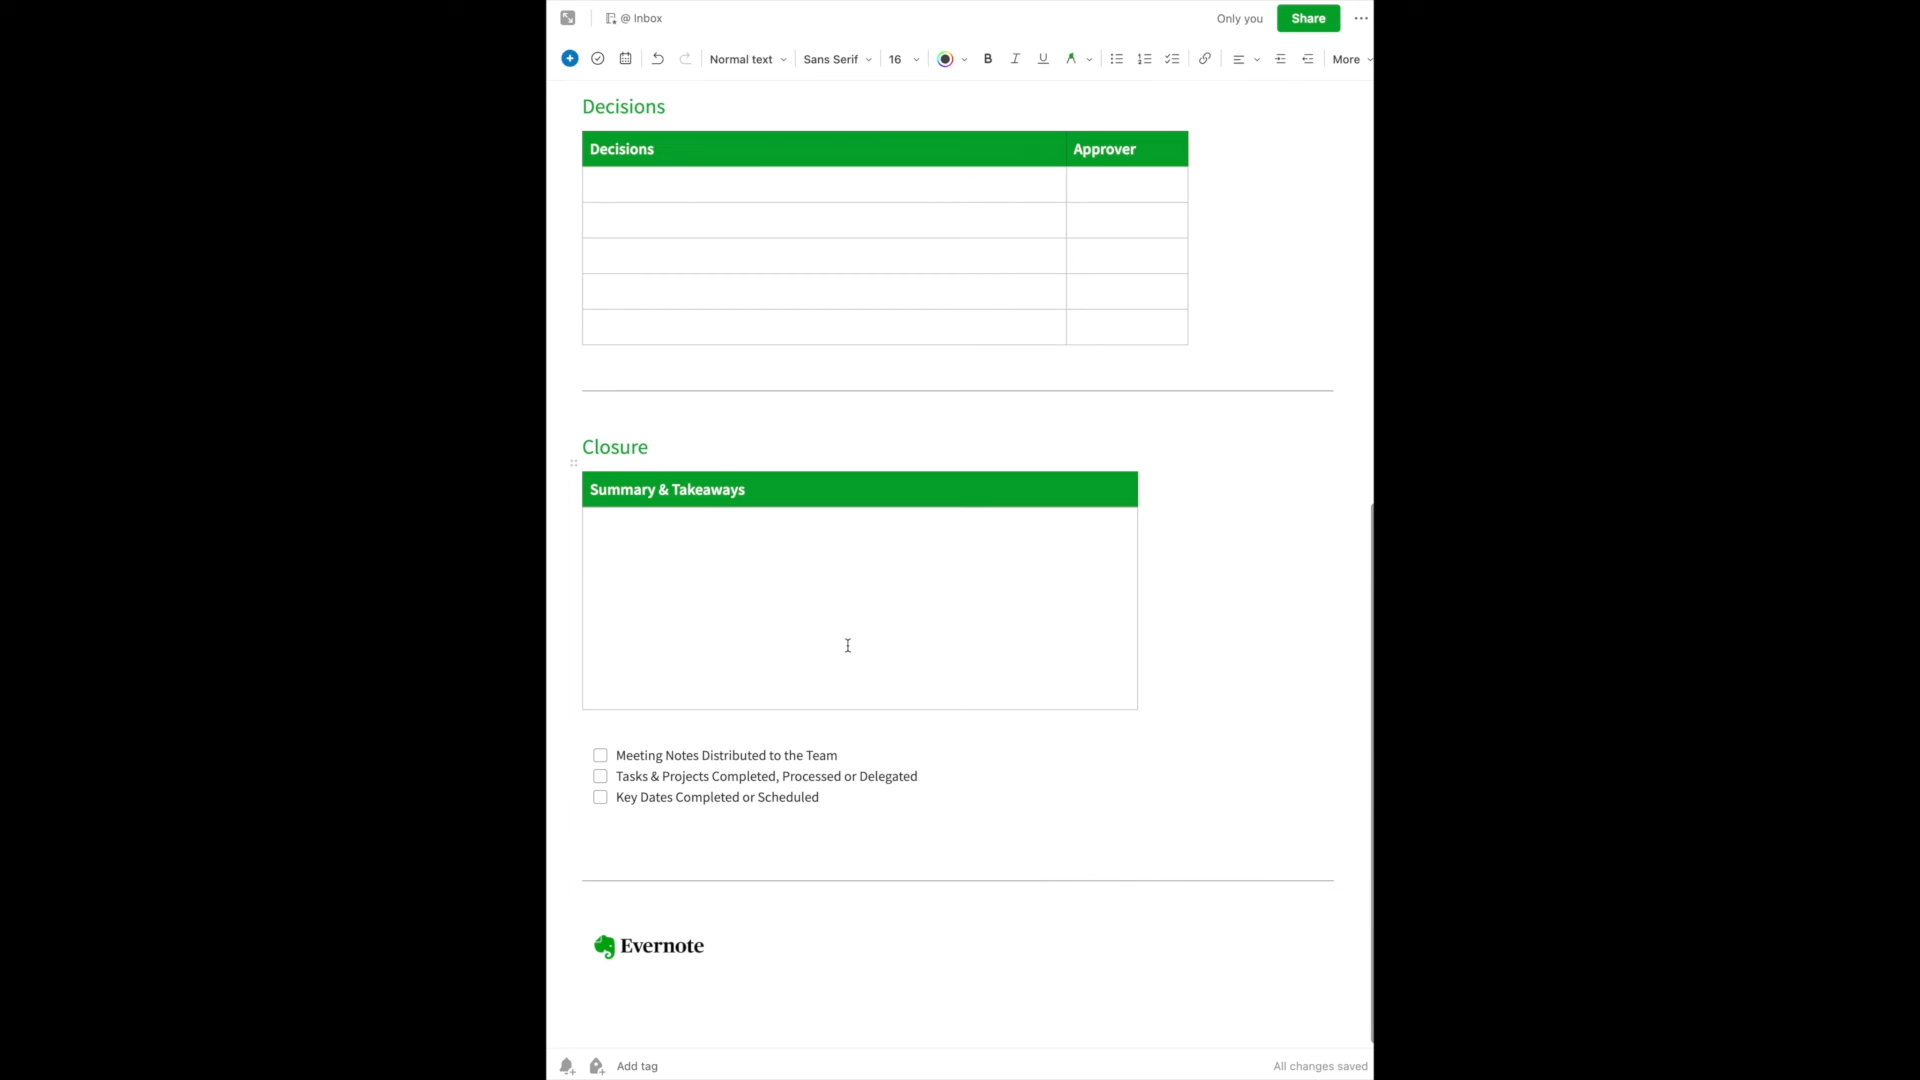 @ Inbox
Only you
Share
Normal text
Sans Serif
16
B
I
U
More
Decisions
Decisions
Approver
Closure
Summary & Takeaways
Meeting Notes Distributed to the Team
Tasks & Projects Completed, Processed or Delegated
Key Dates Completed or Scheduled
Evernote
Add tag
All changes saved